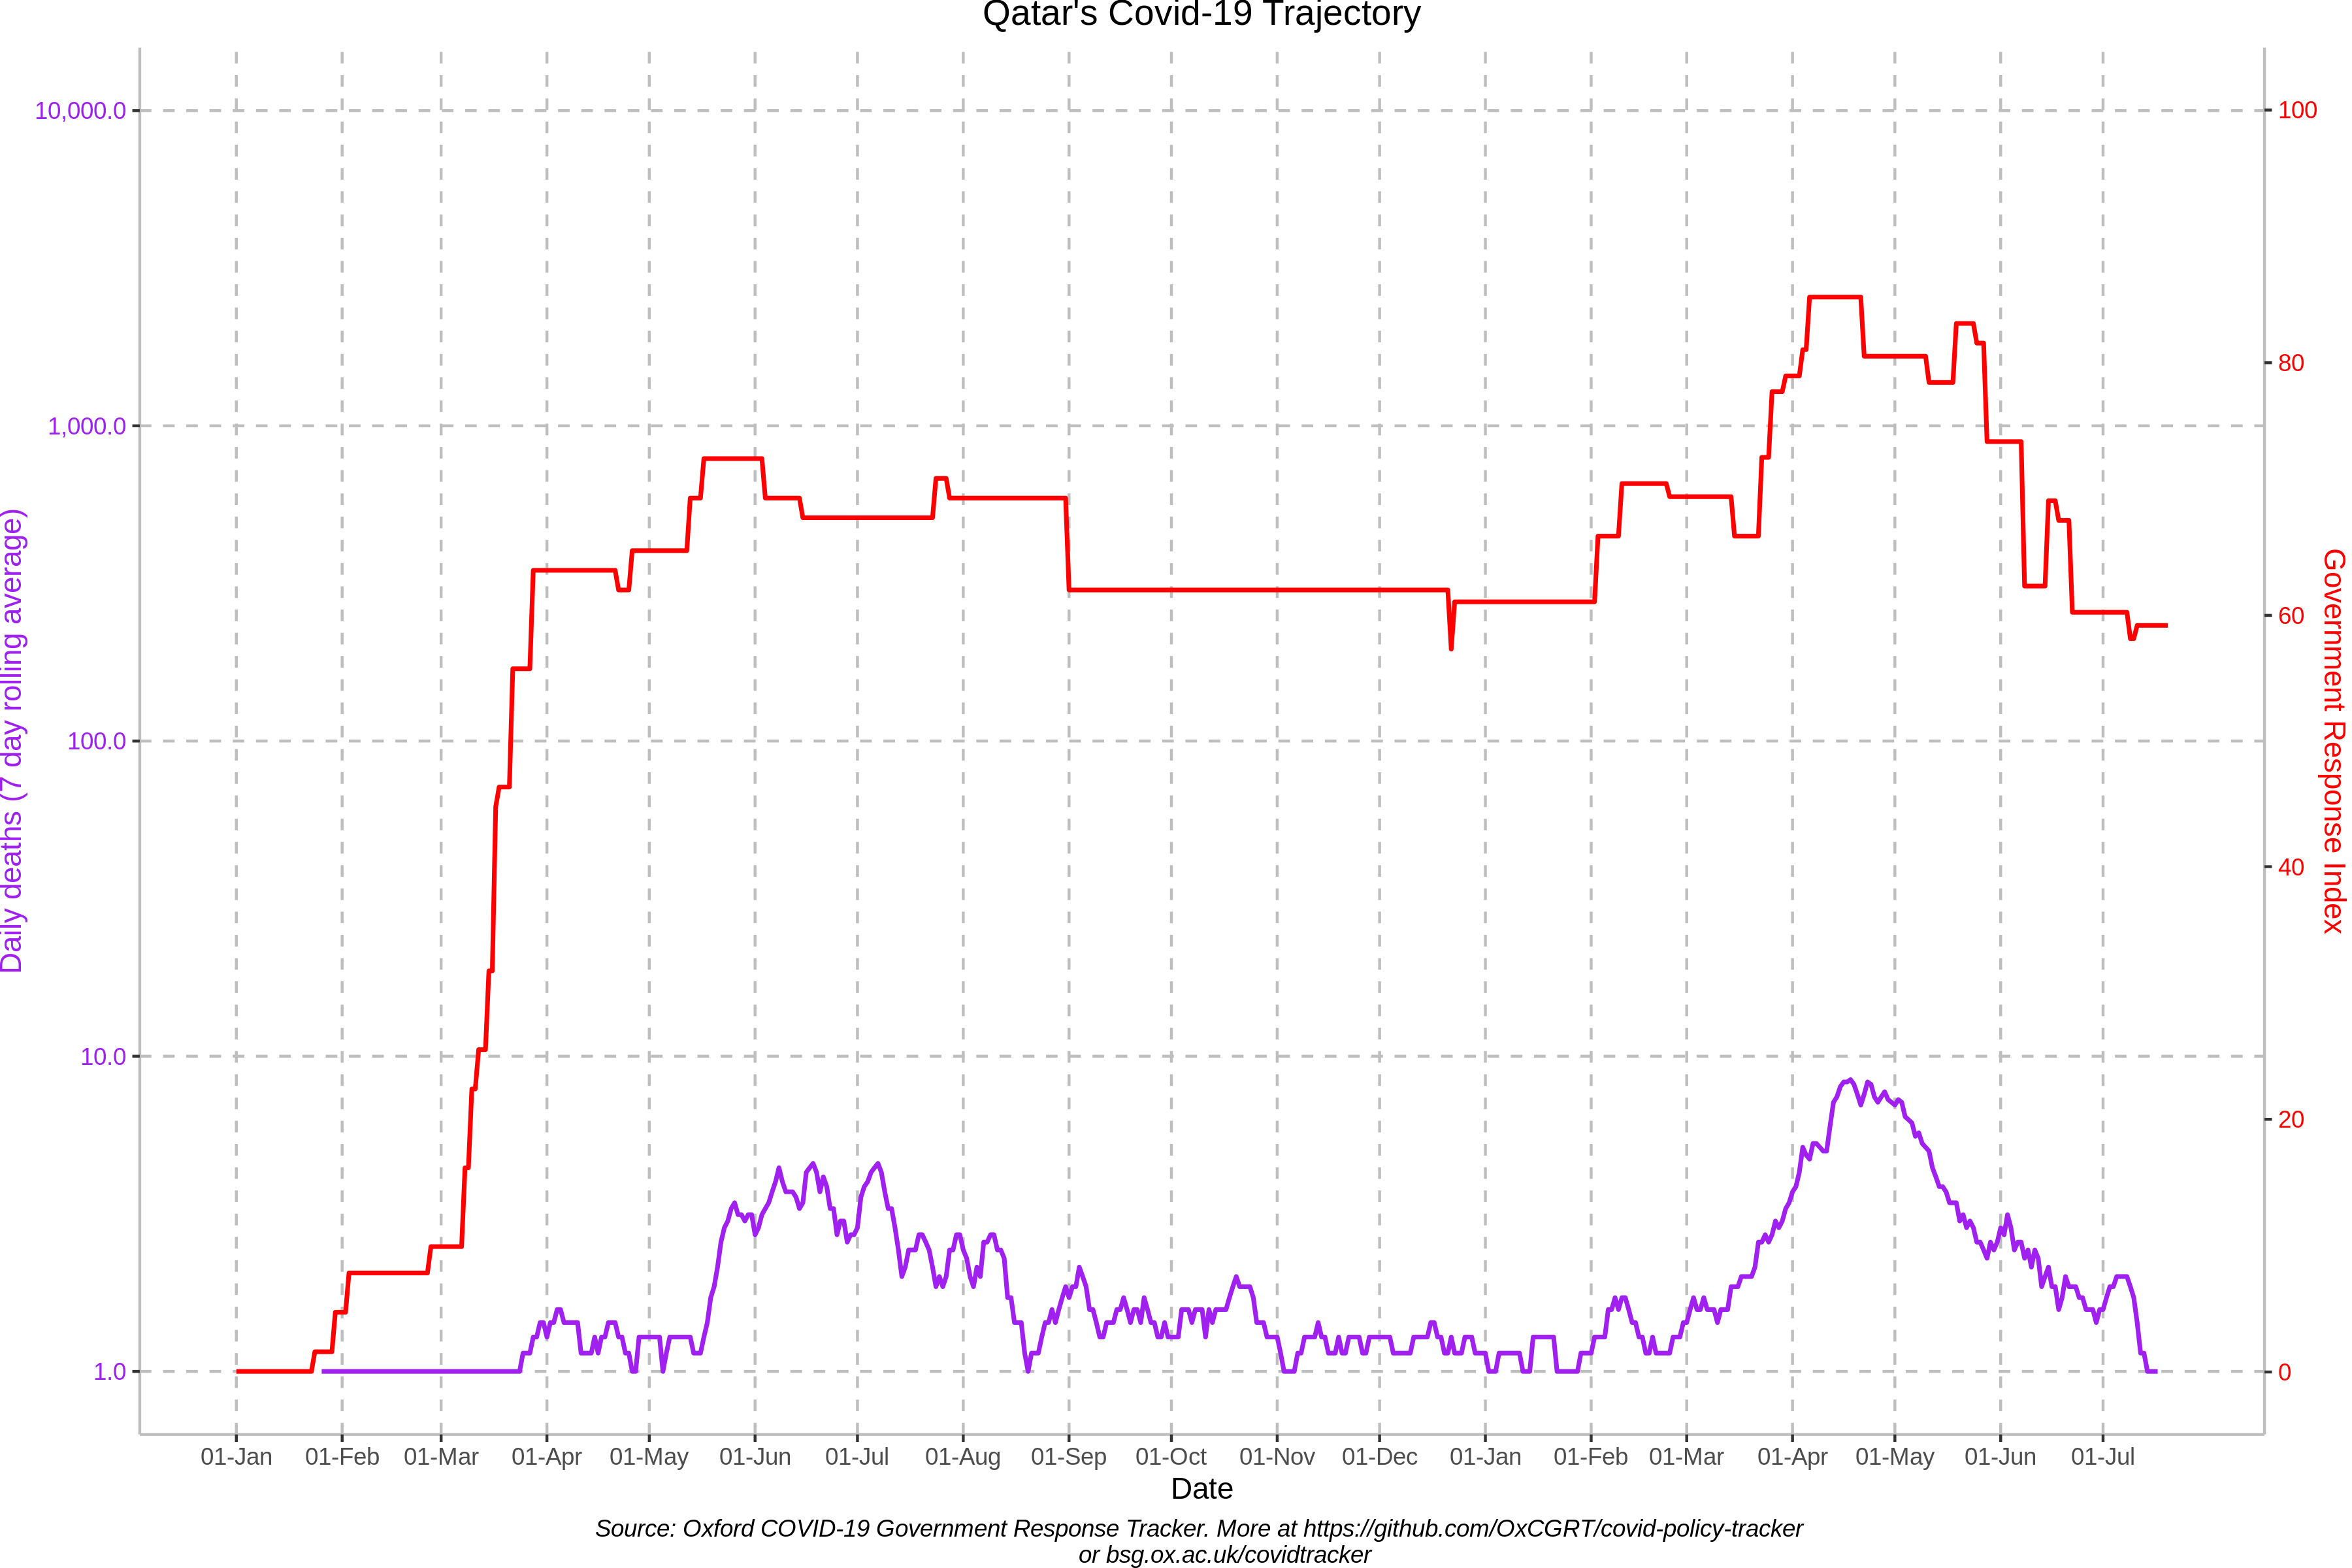 Qatar's Covid-19 Trajectory
10,000.0
1,000.0
100.0
10.0
1.0
Daily deaths (7 day rolling average)
100
80
60
40
20
0
Government Response Index
01-Jan 01-Feb 01-Mar 01-Apr 01-May 01-Jun 01-Jul 01-Aug 01-Sep 01-Oct 01-Nov 01-Dec 01-Jan 01-Feb 01-Mar 01-Apr 01-May 01-Jun 01-Jul
Date
Source: Oxford COVID-19 Government Response Tracker. More at https://github.com/OxCGRT/covid-policy-tracker
or bsg.ox.ac.uk/covidtracker